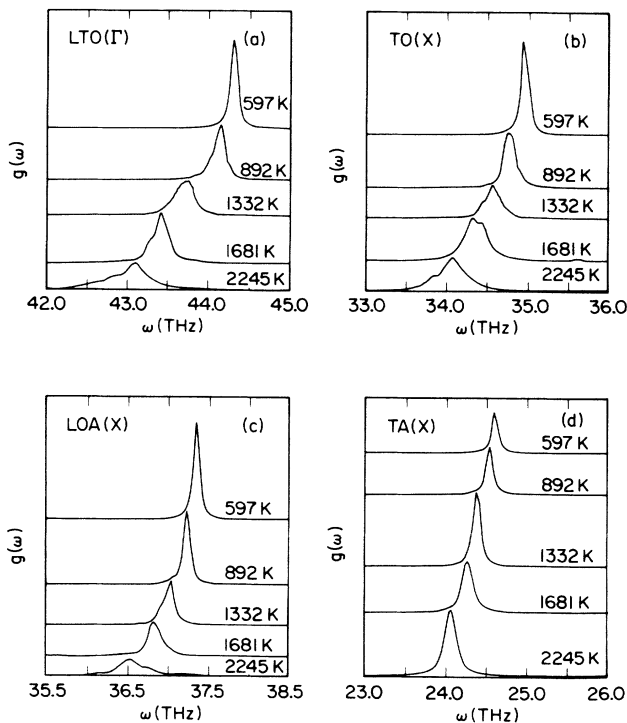 LTO(Γ) (a)
597 K
892 K
1332 K
1681 K
2245 K
g(ω)
42.0 43.0 44.0 45.0
ω(THz)
TO(X) (b)
597 K
892 K
1332 K
1681 K
2245 K
g(ω)
33.0 34.0 35.0 36.0
ω(THz)
LOA(X) (c)
597 K
892 K
1332 K
1681 K
2245 K
g(ω)
35.5 36.5 37.5 38.5
ω(THz)
TA(X) (d)
597 K
892 K
1332 K
1681 K
2245 K
g(ω)
23.0 24.0 25.0 26.0
ω(THz)